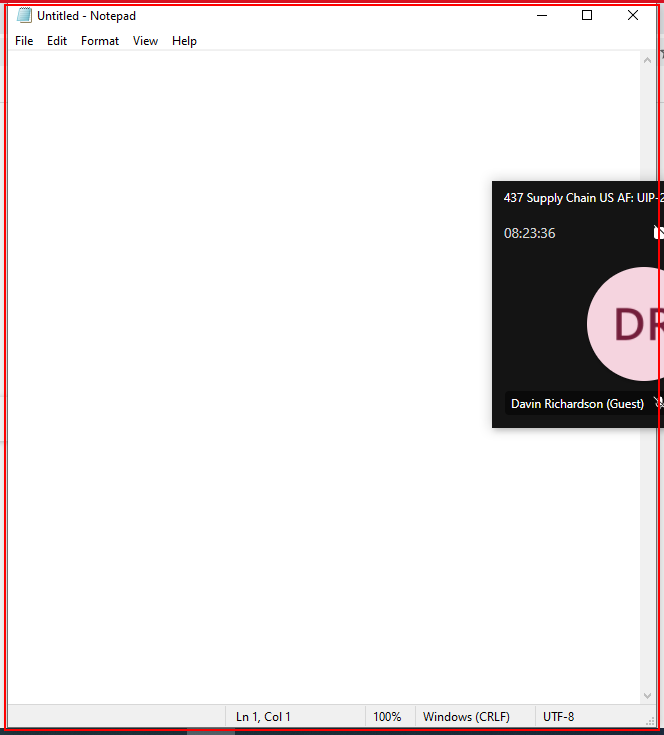 Untitled - Notepad
File Edit Format View Help
437 Supply Chain US AF: UIP-2
08:23:36
DR
Davin Richardson (Guest)
Ln 1, Col 1 100% Windows (CRLF) UTF-8